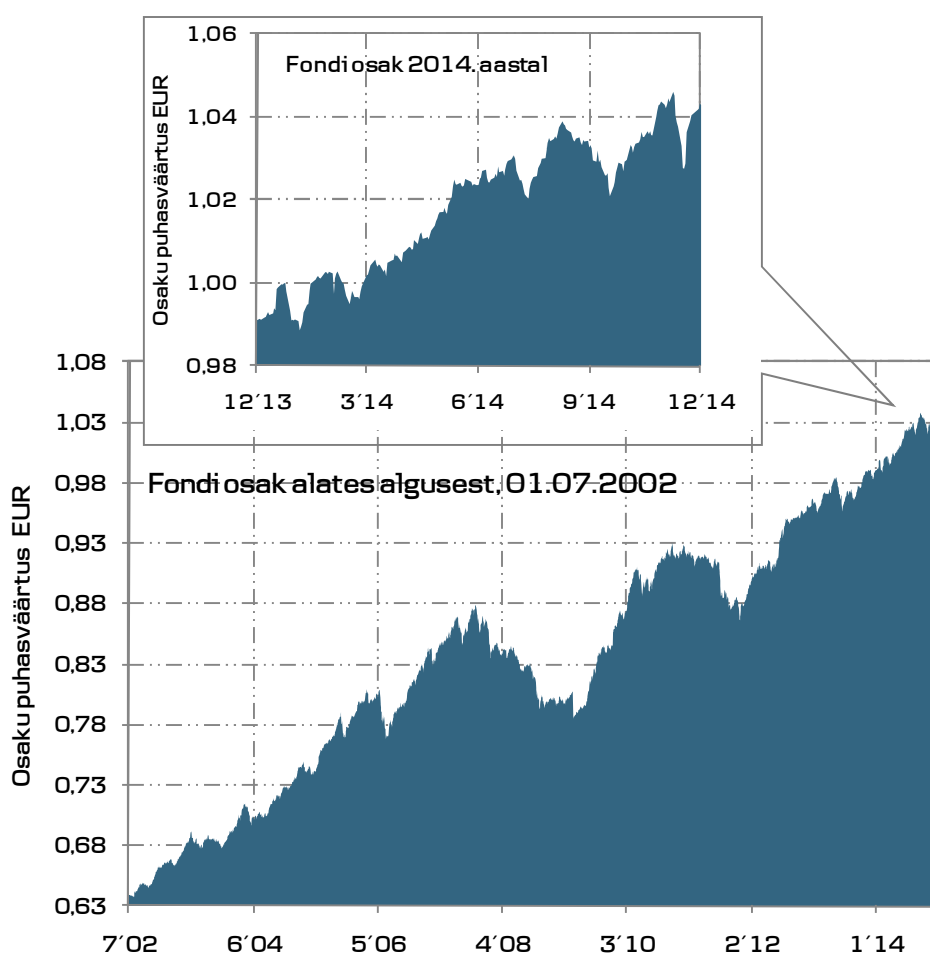 Fondi osak 2014. aastal
Osaku puhasväärtus EUR
1,06
1,04
1,02
1,00
0,98
12´13 3´14 6´14 9´14 12´14
Fondi osak alates algusest, 01.07.2002
Osaku puhasväärtus EUR
1,08
1,03
0,98
0,93
0,88
0,83
0,78
0,73
0,68
0,63
7´02 6´04 5´06 4´08 3´10 2´12 1´14